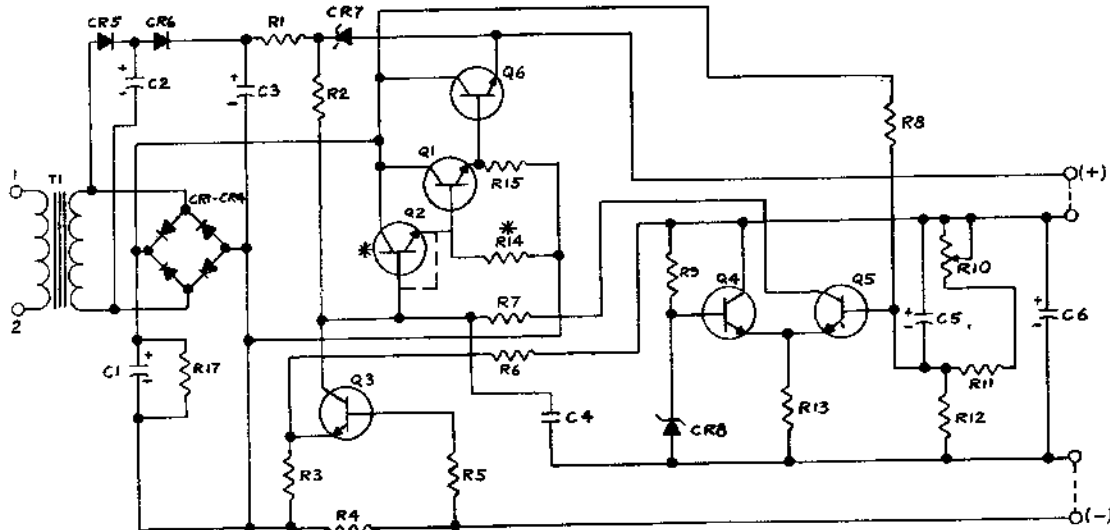 CR5
CR6
R1
CR7
C2
C3
R2
Q6
R8
Q1
R15
1
T1
CR1-CR4
Q2
*
*
R14
(+)
R9
Q4
Q5
R10
R7
C5
C6
2
C1
R17
R6
R11
Q3
C4
CR8
R13
R12
R3
R5
R4
(-)